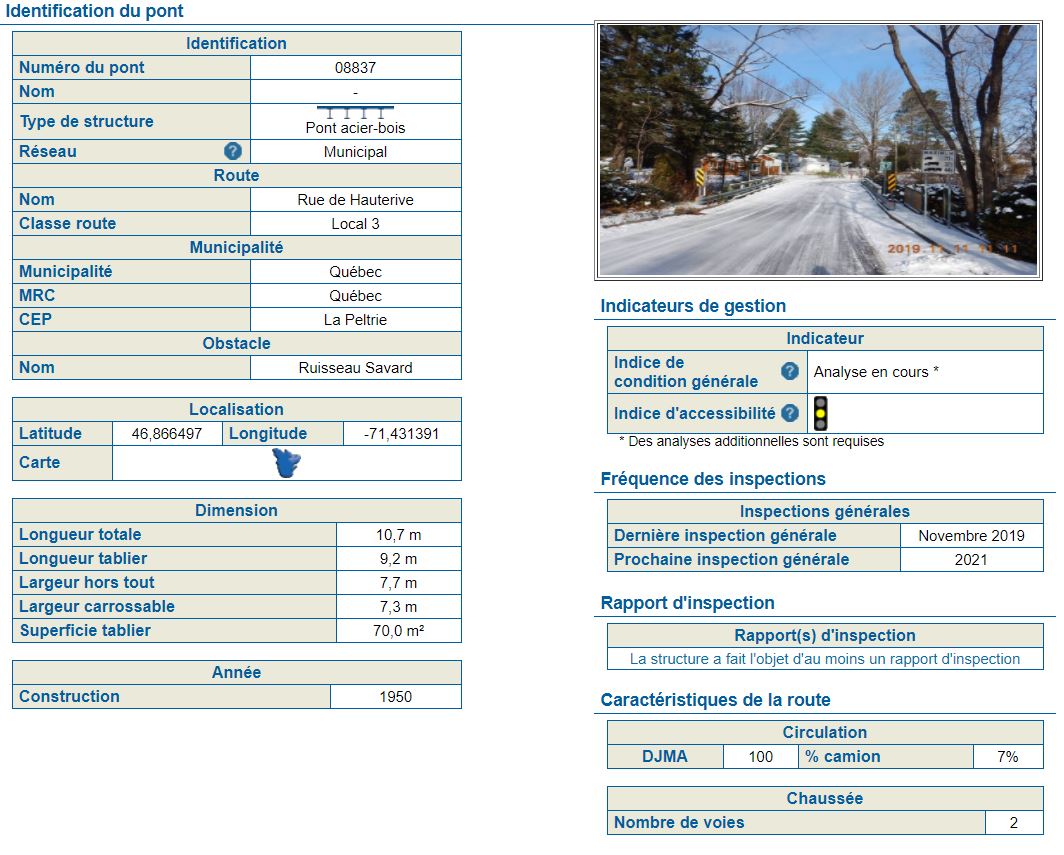 Identification du pont
Identification
Numéro du pont 08837
Nom -
Type de structure Pont acier-bois
Réseau ? Municipal
Route
Nom Rue de Hauterive
Classe route Local 3
Municipalité
Municipalité Québec
MRC Québec
CEP La Peltrie
Obstacle
Nom Ruisseau Savard
Localisation
Latitude 46,866497 Longitude -71,431391
Carte
Dimension
Longueur totale 10,7 m
Longueur tablier 9,2 m
Largeur hors tout 7,7 m
Largeur carrossable 7,3 m
Superficie tablier 70,0 m²
Année
Construction 1950
2019.11.11 11:11
Indicateurs de gestion
Indicateur
Indice de
condition générale ? Analyse en cours *
Indice d'accessibilité ?
* Des analyses additionnelles sont requises
Fréquence des inspections
Inspections générales
Dernière inspection générale Novembre 2019
Prochaine inspection générale 2021
Rapport d'inspection
Rapport(s) d'inspection
La structure a fait l'objet d'au moins un rapport d'inspection
Caractéristiques de la route
Circulation
DJMA 100 % camion 7%
Chaussée
Nombre de voies 2